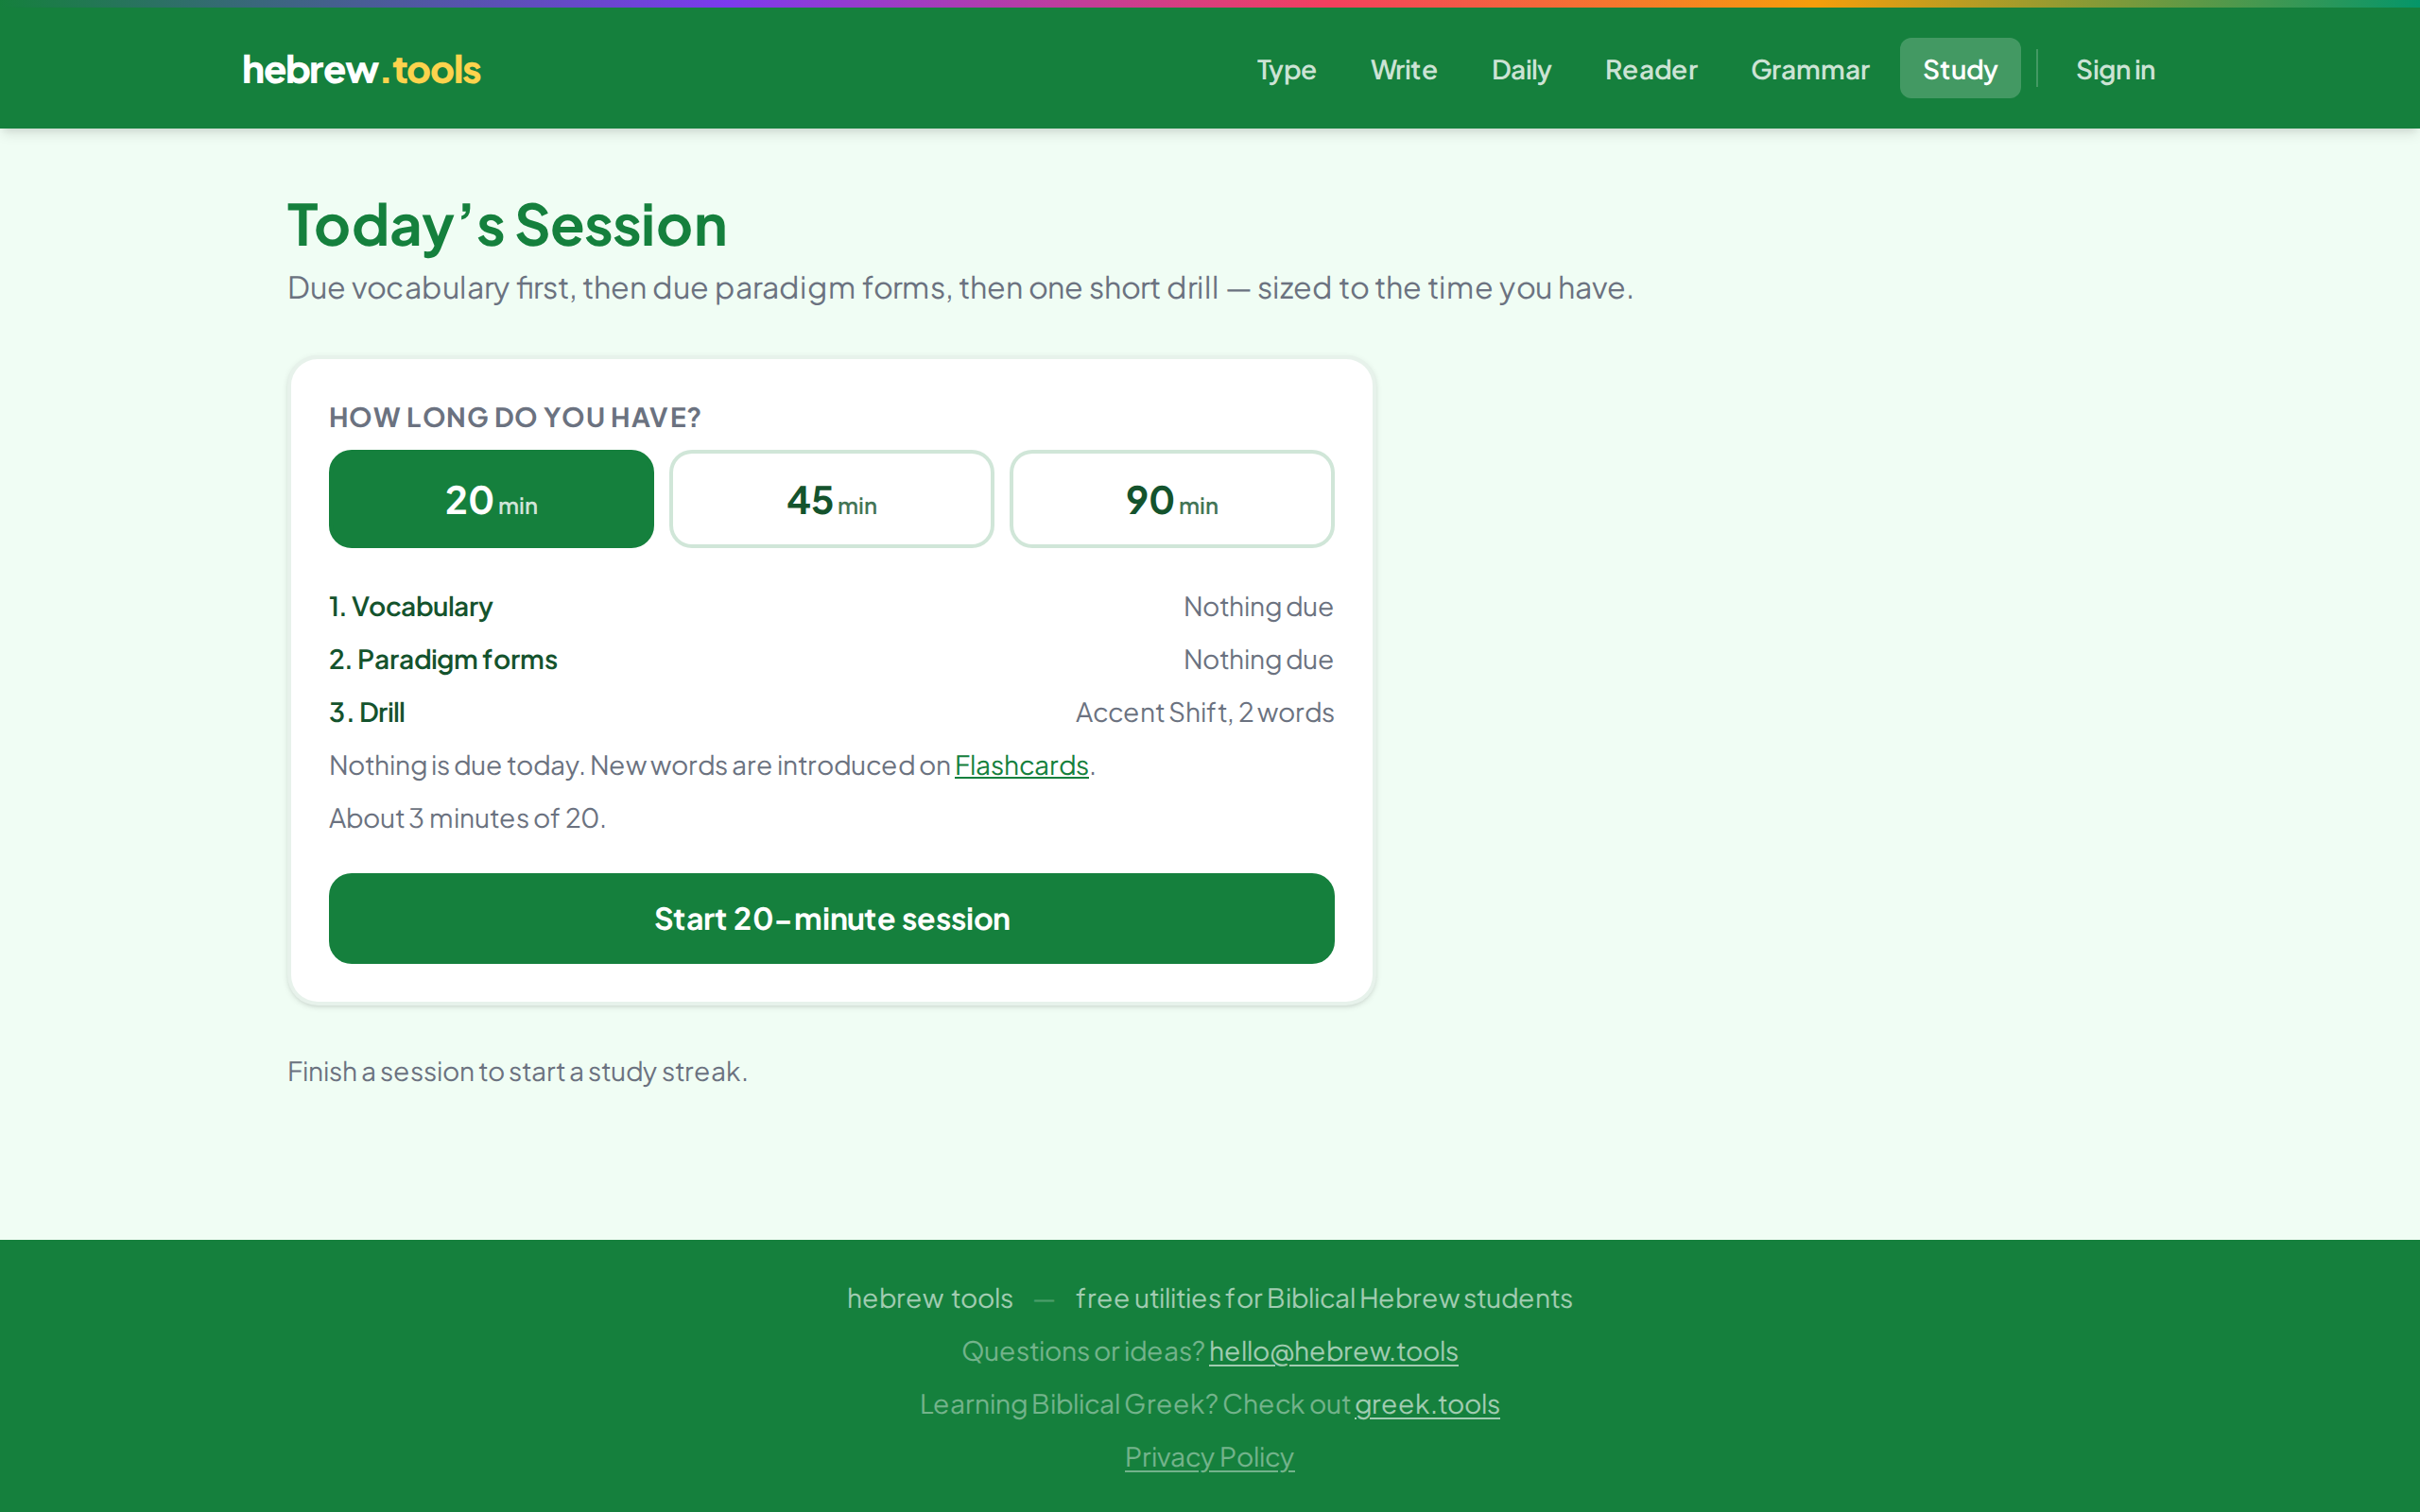 hebrew.tools
Type Write Daily Reader Grammar Study Sign in
Today’s Session
Due vocabulary first, then due paradigm forms, then one short drill — sized to the time you have.
HOW LONG DO YOU HAVE?
20 min 45 min 90 min
1. Vocabulary Nothing due
2. Paradigm forms Nothing due
3. Drill Accent Shift, 2 words
Nothing is due today. New words are introduced on Flashcards.
About 3 minutes of 20.
Start 20-minute session
Finish a session to start a study streak.
hebrew tools — free utilities for Biblical Hebrew students
Questions or ideas? hello@hebrew.tools
Learning Biblical Greek? Check out greek.tools
Privacy Policy